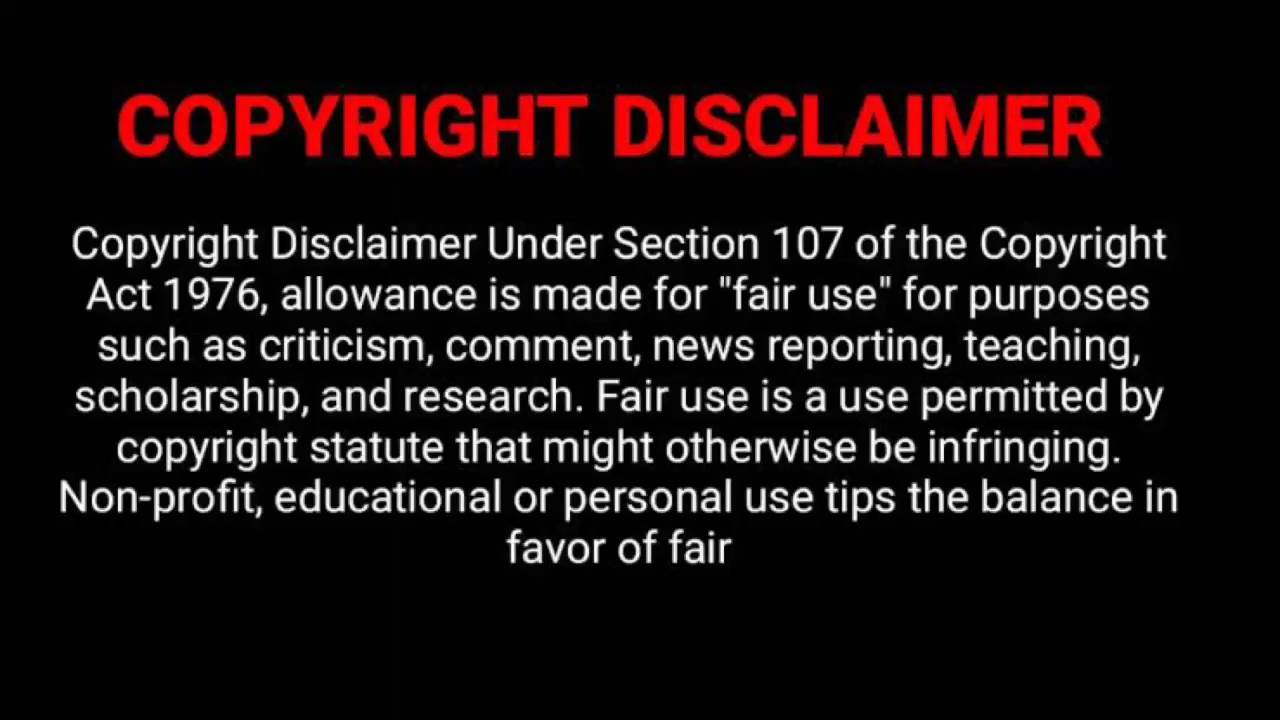 COPYRIGHT DISCLAIMER
Copyright Disclaimer Under Section 107 of the Copyright
Act 1976, allowance is made for "fair use" for purposes
such as criticism, comment, news reporting, teaching,
scholarship, and research. Fair use is a use permitted by
copyright statute that might otherwise be infringing.
Non-profit, educational or personal use tips the balance in
favor of fair